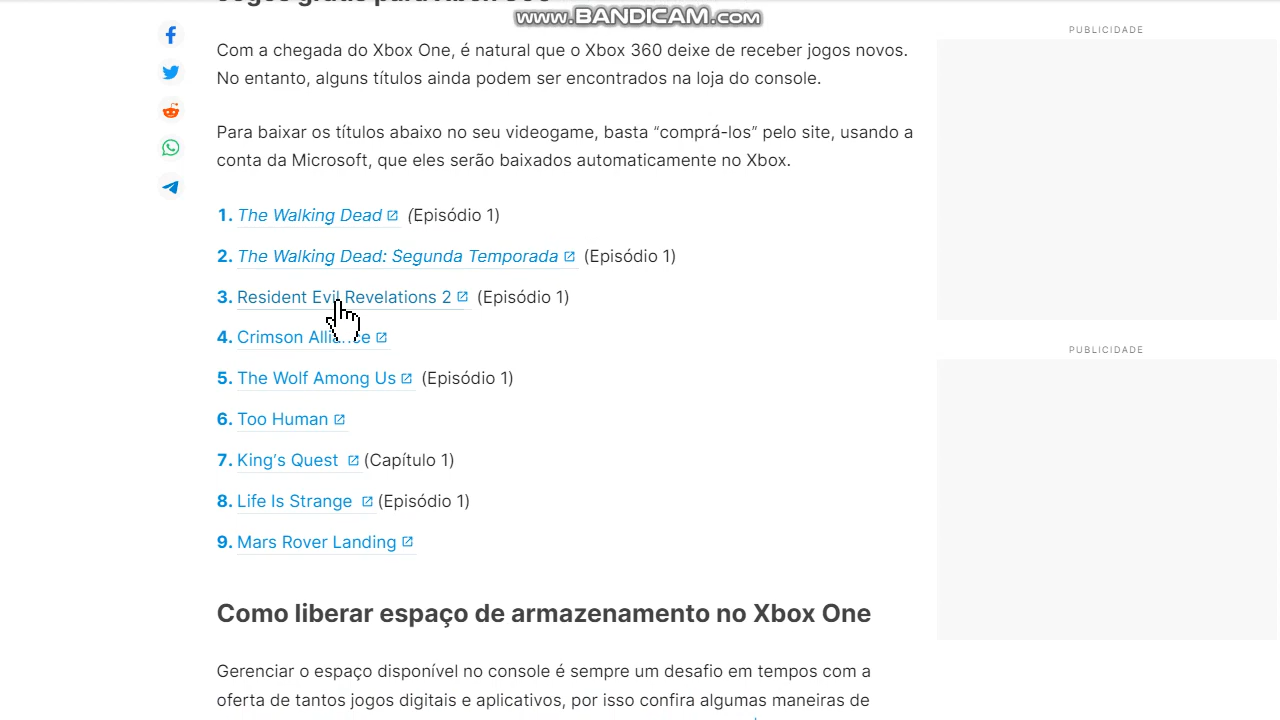 www.BANDICAM.com
Com a chegada do Xbox One, é natural que o Xbox 360 deixe de receber jogos novos.
No entanto, alguns títulos ainda podem ser encontrados na loja do console.
Para baixar os títulos abaixo no seu videogame, basta “comprá-los” pelo site, usando a
conta da Microsoft, que eles serão baixados automaticamente no Xbox.
1. The Walking Dead (Episódio 1)
2. The Walking Dead: Segunda Temporada (Episódio 1)
3. Resident Evil Revelations 2 (Episódio 1)
4. Crimson Alliance
5. The Wolf Among Us (Episódio 1)
6. Too Human
7. King's Quest (Capítulo 1)
8. Life Is Strange (Episódio 1)
9. Mars Rover Landing
Como liberar espaço de armazenamento no Xbox One
Gerenciar o espaço disponível no console é sempre um desafio em tempos com a
oferta de tantos jogos digitais e aplicativos, por isso confira algumas maneiras de
PUBLICIDADE
PUBLICIDADE